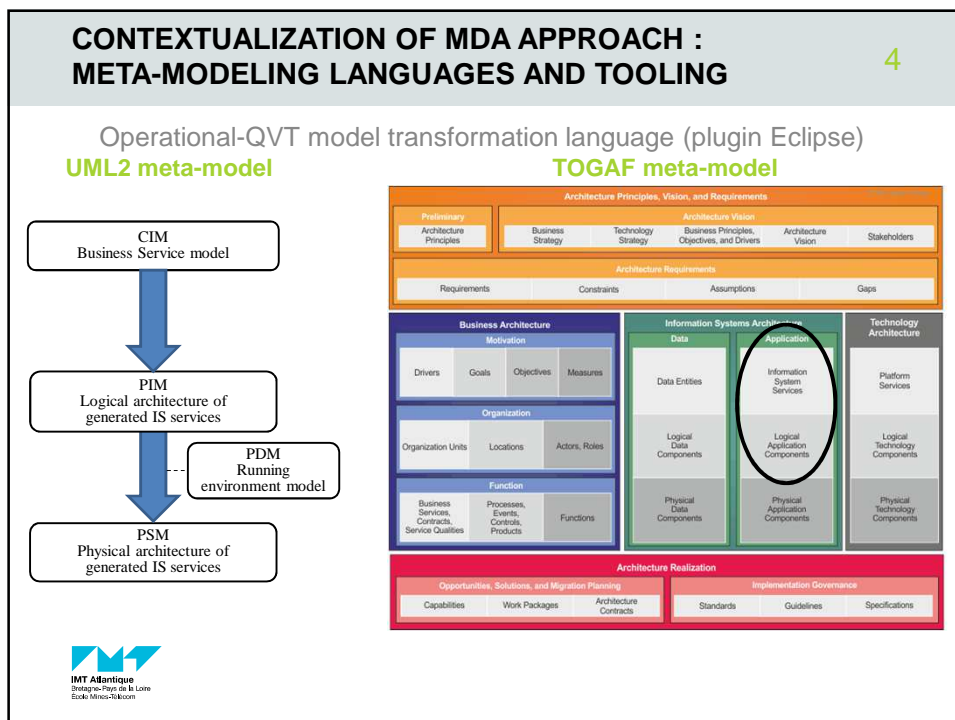 CONTEXTUALIZATION OF MDA APPROACH :
META-MODELING LANGUAGES AND TOOLING
4
Operational-QVT model transformation language (plugin Eclipse)
UML2 meta-model
TOGAF meta-model
CIM
Business Service model
PIM
Logical architecture of
generated IS services
PDM
Running
environment model
PSM
Physical architecture of
generated IS services
Architecture Principles, Vision, and Requirements
Preliminary
Architecture
Principles
Architecture Vision
Business
Strategy
Technology
Strategy
Business Principles,
Objectives, and Drivers
Architecture
Vision
Stakeholders
Architecture Requirements
Requirements
Constraints
Assumptions
Gaps
Business Architecture
Motivation
Drivers
Goals
Objectives
Measures
Organization
Organization Units
Locations
Actors, Roles
Function
Business
Services,
Contracts,
Service Qualities
Processes,
Events,
Controls,
Products
Functions
Information Systems Architecture
Data
Data Entities
Logical
Data
Components
Physical
Data
Components
Application
Information
System
Services
Logical
Application
Components
Physical
Application
Components
Technology
Architecture
Platform
Services
Logical
Technology
Components
Physical
Technology
Components
Architecture Realization
Opportunities, Solutions, and Migration Planning
Capabilities
Work Packages
Architecture
Contracts
Implementation Governance
Standards
Guidelines
Specifications
IMT Atlantique
Bretagne-Pays de la Loire
École Mines-Télécom